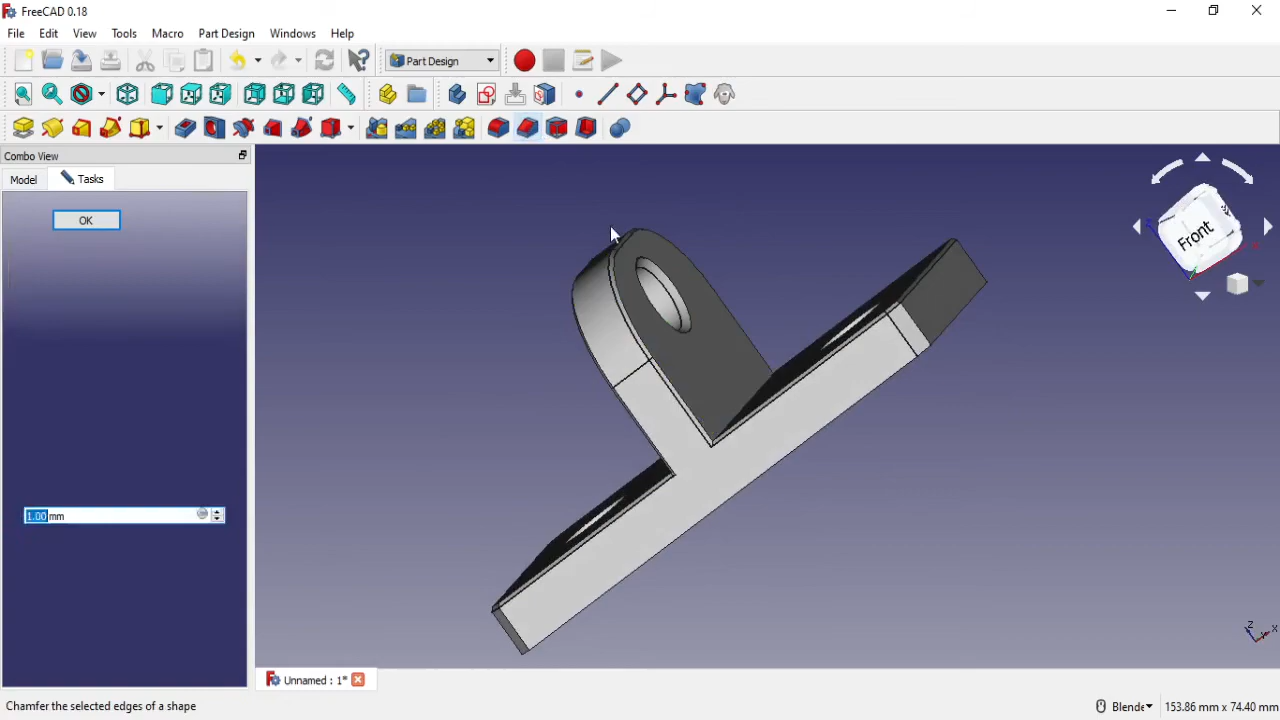 FreeCAD 0.18
File Edit View Tools Macro Part Design Windows Help
Part Design
Combo View
Model Tasks
OK
1.00 mm
Front
Z
X
Unnamed : 1*
Chamfer the selected edges of a shape
Blende
153.86 mm x 74.40 mm